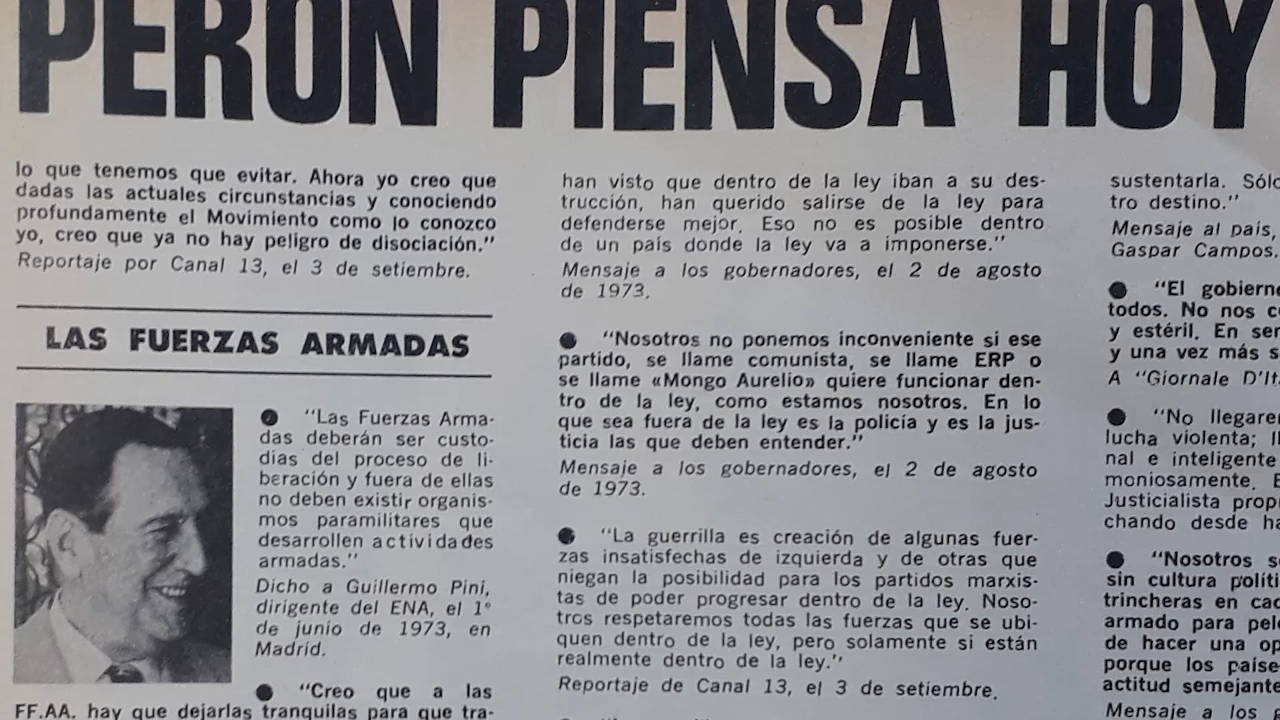 PERON PIENSA HOY
lo que tenemos que evitar. Ahora yo creo que
dadas las actuales circunstancias y conociendo
profundamente el Movimiento como lo conozco
yo, creo que ya no hay peligro de disociación."
Reportaje por Canal 13, el 3 de setiembre.
LAS FUERZAS ARMADAS
● "Las Fuerzas Arma-
das deberán ser custo-
dias del proceso de li-
beración y fuera de ellas
no deben existir organis-
mos paramilitares que
desarrollen actividades
armadas."
Dicho a Guillermo Pini,
dirigente del ENA, el 1°
de junio de 1973, en
Madrid.
● "Creo que a las
FF.AA. hay que dejarlas tranquilas para que tra-
han visto que dentro de la ley iban a su des-
trucción, han querido salirse de la ley para
defenderse mejor. Eso no es posible dentro
de un país donde la ley va a imponerse."
Mensaje a los gobernadores, el 2 de agosto
de 1973.
● "Nosotros no ponemos inconveniente si ese
partido, se llame comunista, se llame ERP o
se llame «Mongo Aurelio» quiere funcionar den-
tro de la ley, como estamos nosotros. En lo
que sea fuera de la ley es la policía y es la jus-
ticia las que deben entender."
Mensaje a los gobernadores, el 2 de agosto
de 1973.
● "La guerrilla es creación de algunas fuer-
zas insatisfechas de izquierda y de otras que
niegan la posibilidad para los partidos marxis-
tas de poder progresar dentro de la ley. Noso-
tros respetaremos todas las fuerzas que se ubi-
quen dentro de la ley, pero solamente si están
realmente dentro de la ley."
Reportaje de Canal 13, el 3 de setiembre.
sustentarla. Sólo
tro destino."
Mensaje al país,
Gaspar Campos.
● "El gobierno
todos. No nos
y estéril. En
y una vez más
A "Giornale
● "No
lucha violenta;
nal e inteligente
moniosamente.
Justicialista
chando desde
● "Nosotros
sin cultura
trincheras en
armado para
de hacer una
porque los
actitud semejante
Mensaje a los